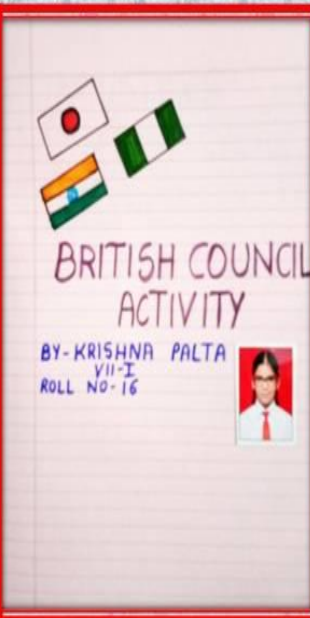 BRITISH COUNCIL
ACTIVITY
BY-KRISHNA PALTA
VII-I
ROLL NO-16